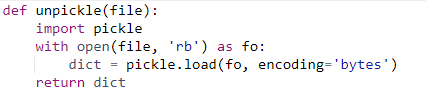 def unpickle(file):
    import pickle
    with open(file, 'rb') as fo:
        dict = pickle.load(fo, encoding='bytes')
    return dict